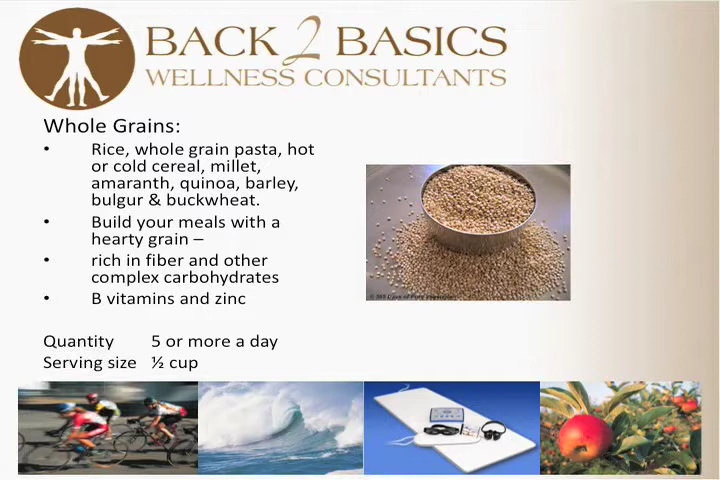 BACK 2 BASICS
WELLNESS CONSULTANTS
Whole Grains:
• Rice, whole grain pasta, hot
or cold cereal, millet,
amaranth, quinoa, barley,
bulgur & buckwheat.
• Build your meals with a
hearty grain –
• rich in fiber and other
complex carbohydrates
• B vitamins and zinc
Quantity 5 or more a day
Serving size ½ cup